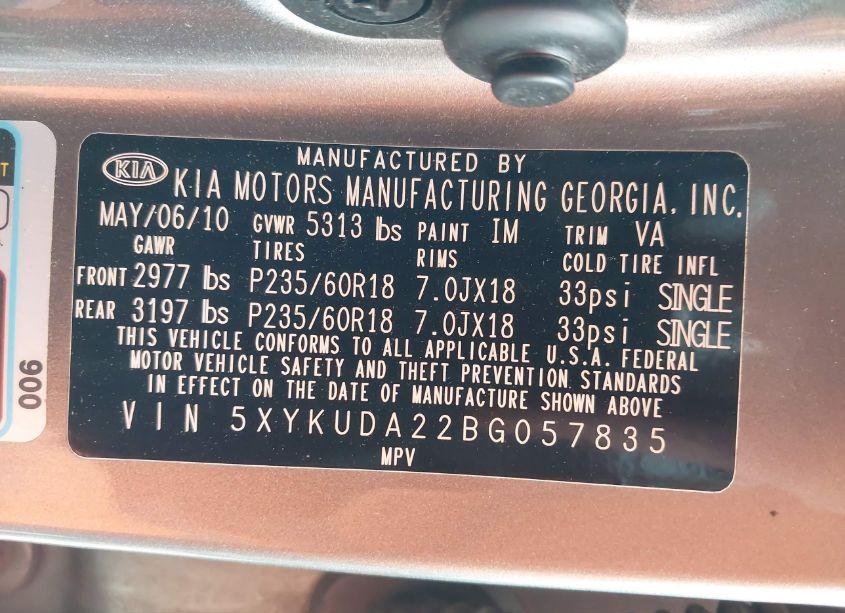 MANUFACTURED BY
KIA KIA MOTORS MANUFACTURING GEORGIA, INC.
MAY/06/10 GVWR 5313 lbs PAINT IM TRIM VA
GAWR TIRES RIMS COLD TIRE INFL
FRONT 2977 lbs P235/60R18 7.0JX18 33psi SINGLE
REAR 3197 lbs P235/60R18 7.0JX18 33psi SINGLE
THIS VEHICLE CONFORMS TO ALL APPLICABLE U.S.A. FEDERAL
MOTOR VEHICLE SAFETY AND THEFT PREVENTION STANDARDS
IN EFFECT ON THE DATE OF MANUFACTURE SHOWN ABOVE
VIN 5XYKUDA22BG057835
MPV
006